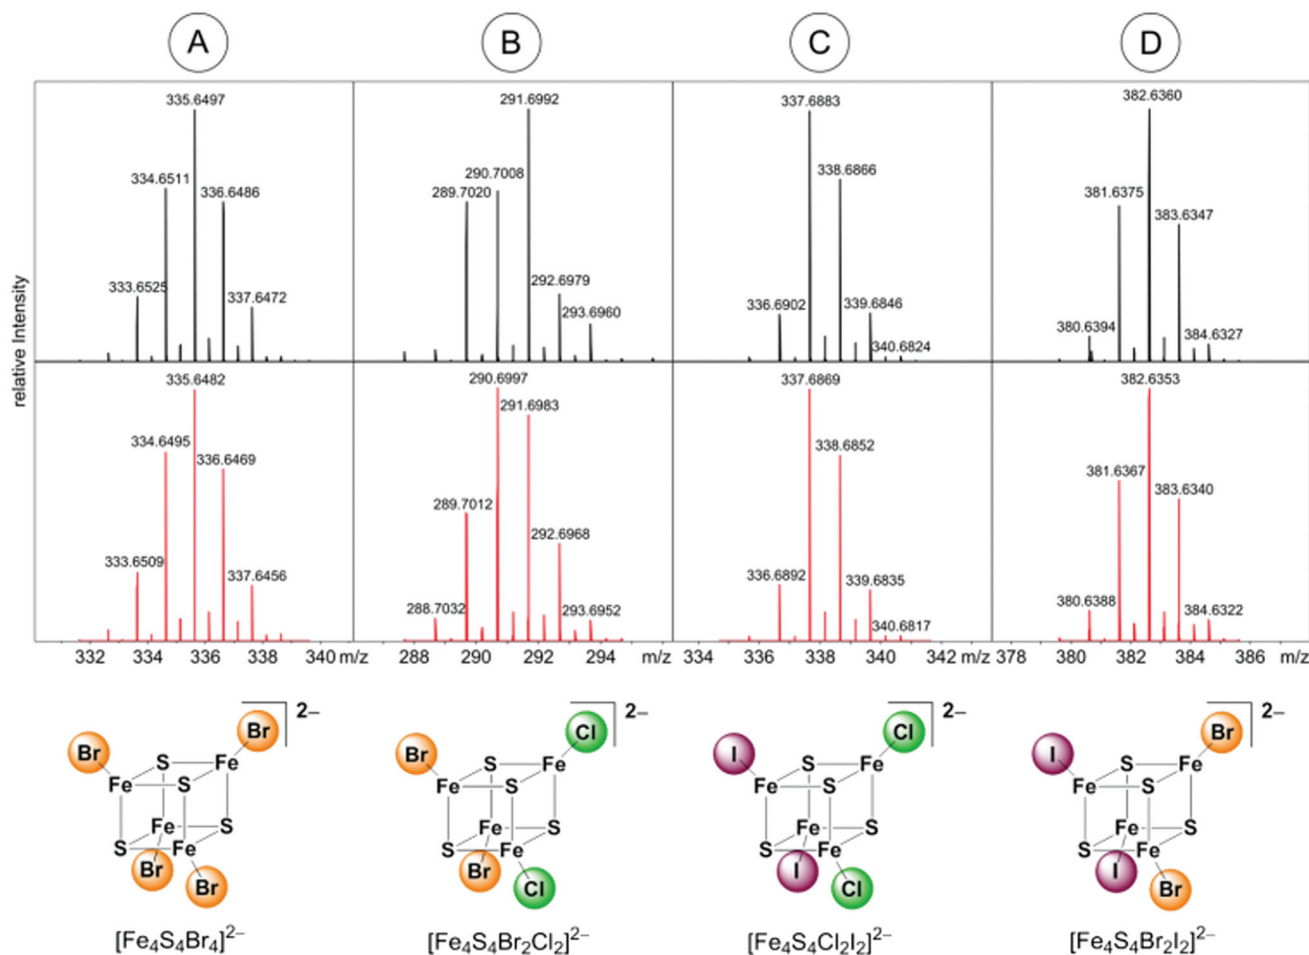 A B C D
relative Intensity
335.6497
334.6511
336.6486
333.6525
337.6472
291.6992
290.7008
289.7020
292.6979
293.6960
337.6883
338.6866
336.6902
339.6846
340.6824
382.6360
381.6375
383.6347
380.6394
384.6327
335.6482
334.6495
336.6469
333.6509
337.6456
290.6997
291.6983
289.7012
292.6968
288.7032
293.6952
337.6869
338.6852
336.6892
339.6835
340.6817
382.6353
381.6367
383.6340
380.6388
384.6322
332 334 336 338 340 m/z
288 290 292 294 m/z
334 336 338 340 342 m/z
378 380 382 384 386 m/z
2–
Br
Br
S
Fe
Fe
S
Fe
S
S
Fe
Br
Br
[Fe₄S₄Br₄]²⁻
2–
Cl
Br
S
Fe
Fe
S
Fe
S
S
Fe
Br
Cl
[Fe₄S₄Br₂Cl₂]²⁻
2–
Cl
I
S
Fe
Fe
S
Fe
S
S
Fe
I
Cl
[Fe₄S₄Cl₂I₂]²⁻
2–
Br
I
S
Fe
Fe
S
Fe
S
S
Fe
I
Br
[Fe₄S₄Br₂I₂]²⁻